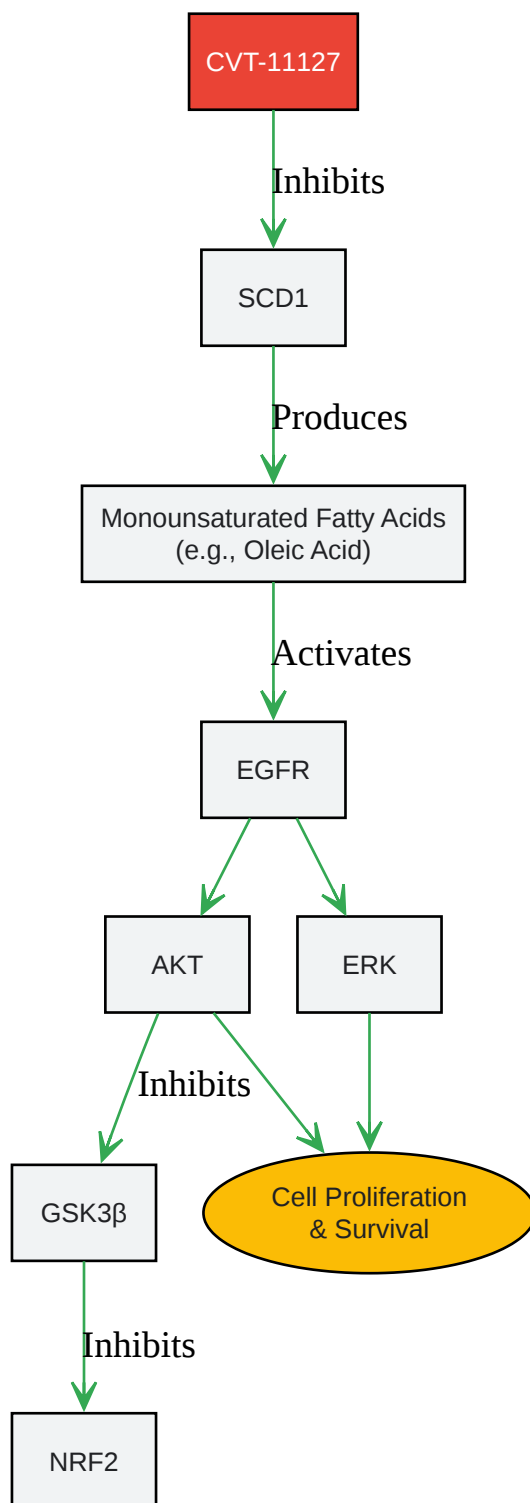 CVT-11127
Inhibits
SCD1
Produces
Monounsaturated Fatty Acids
(e.g., Oleic Acid)
Activates
EGFR
AKT
ERK
Inhibits
GSK3β
Cell Proliferation
& Survival
Inhibits
NRF2